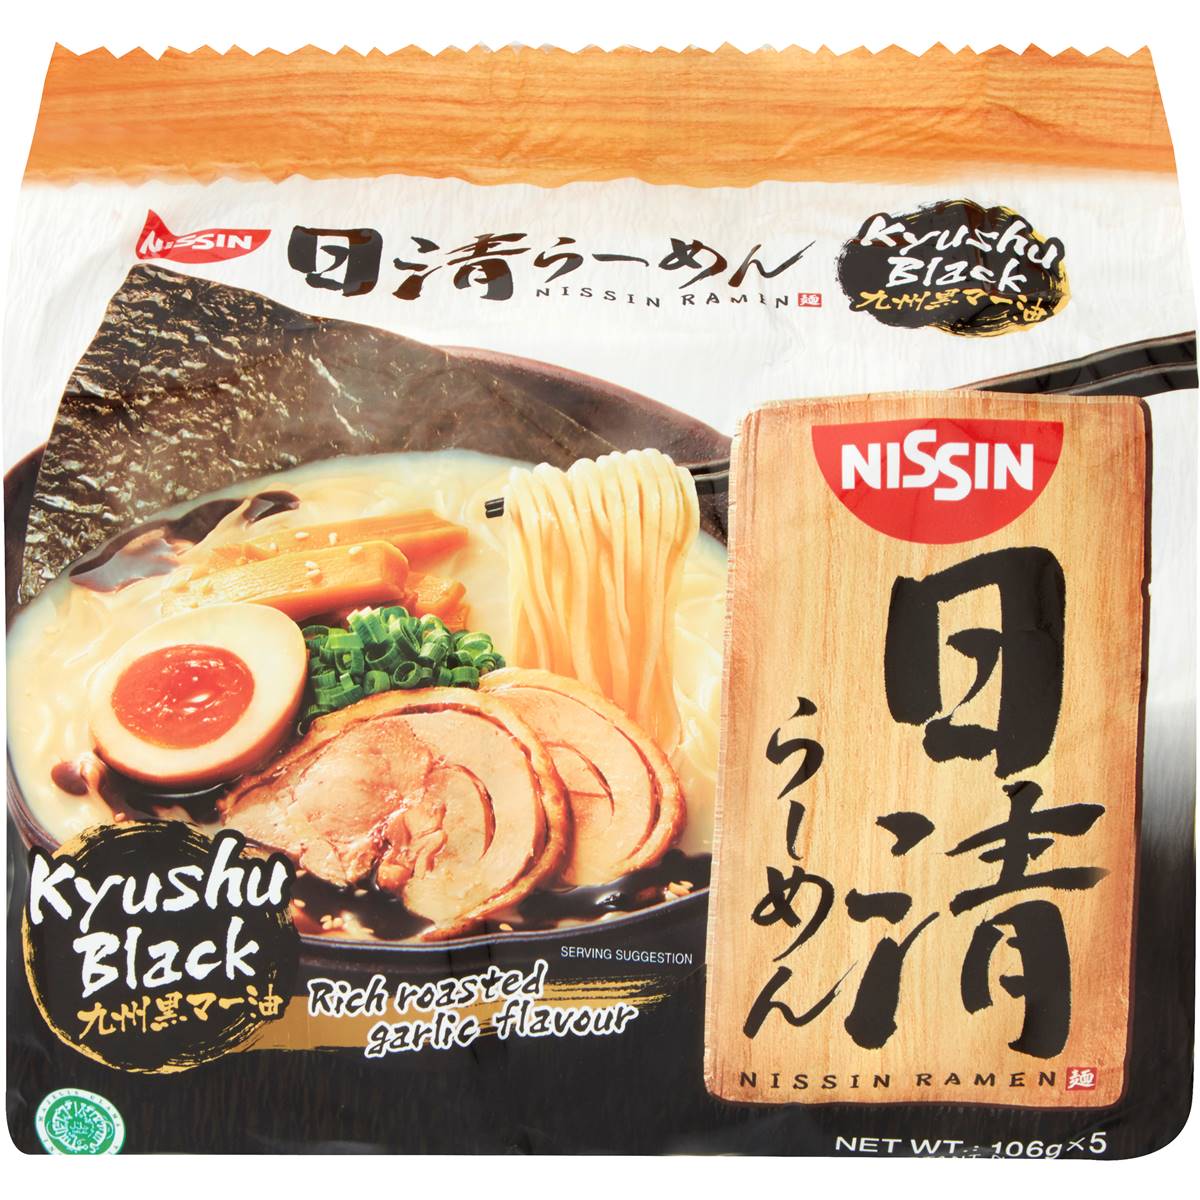 NISSIN
日清らーめん
NISSIN RAMEN 麺
Kyushu
Black
九州黒マー油
NISSIN
日清
らーめん
NISSIN RAMEN 麺
Kyushu
Black
九州黒マー油
SERVING SUGGESTION
Rich roasted
garlic flavour
NET WT.: 106g×5